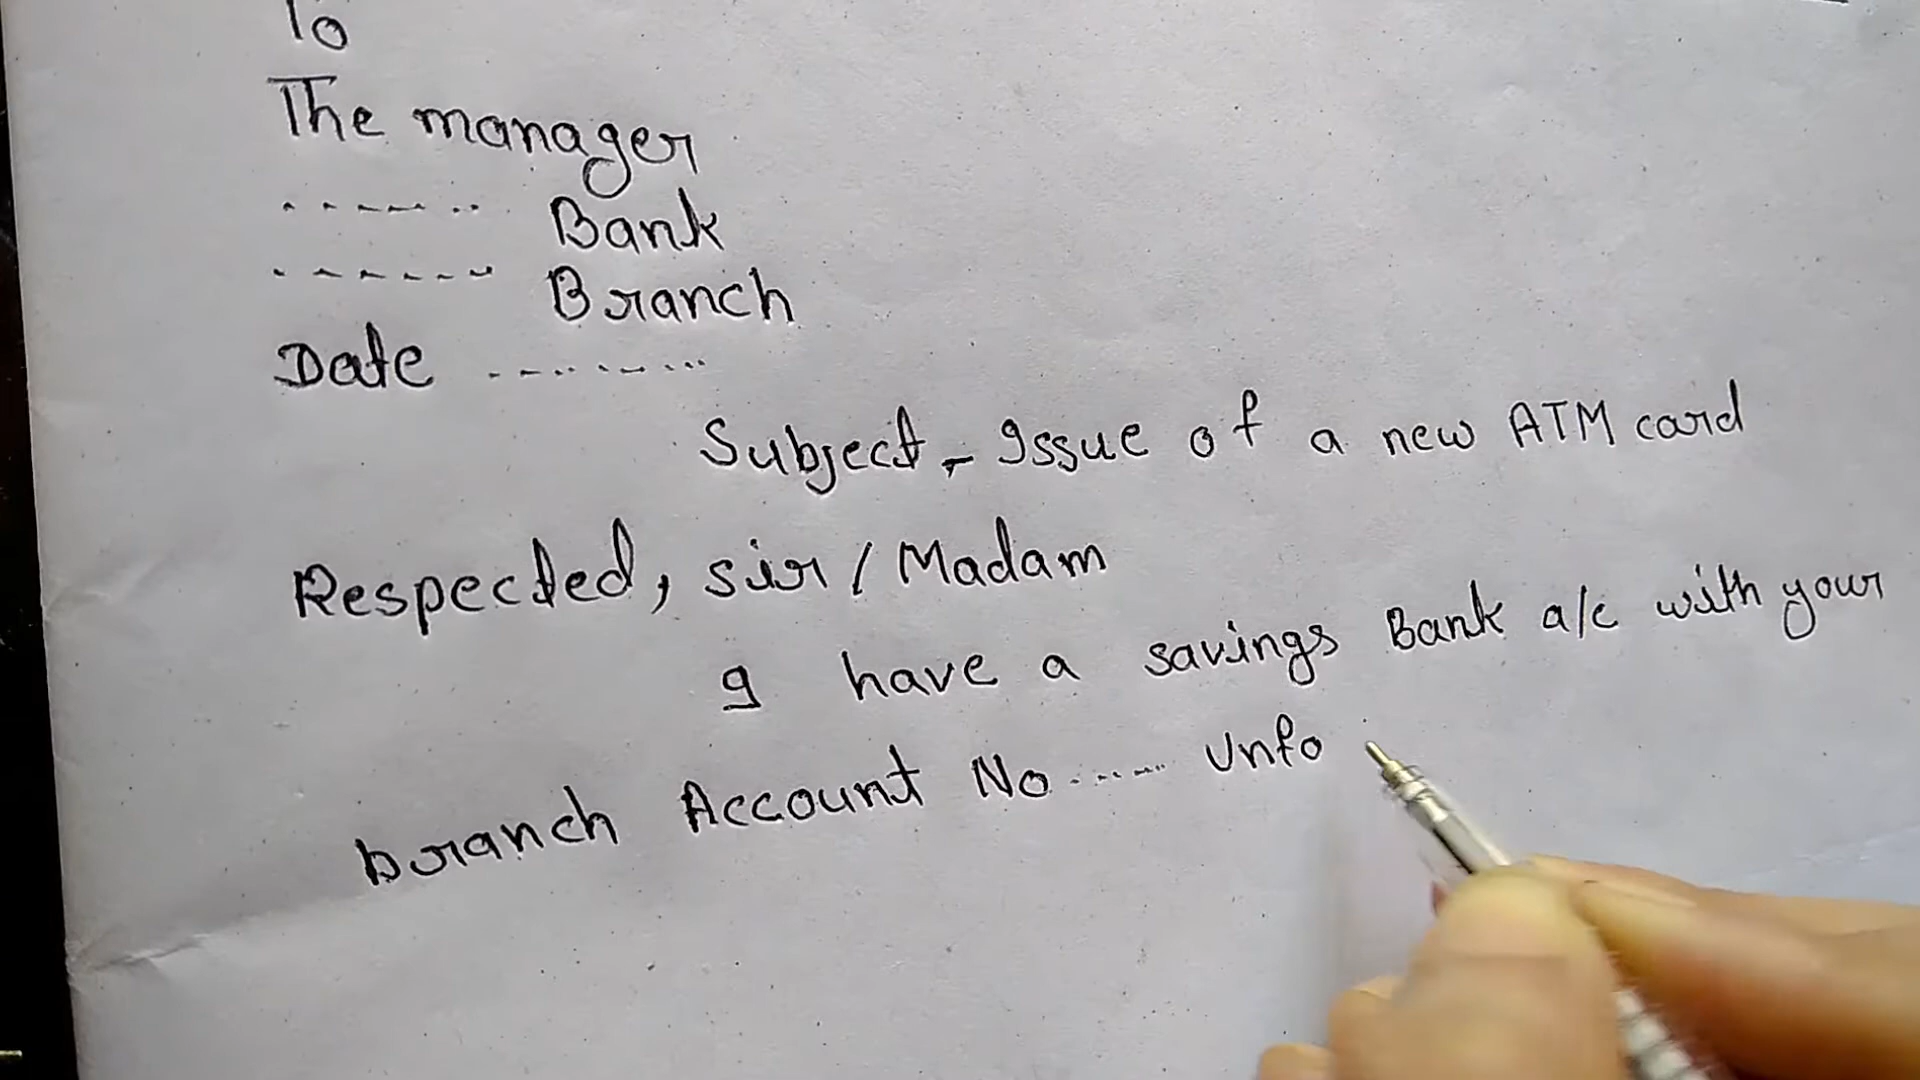 To
The manager
......... Bank
......... Branch
Date ..........
Subject - Issue of a new ATM card
Respected, sir / Madam
I have a savings Bank a/c with your
branch Account No ...... Unfo